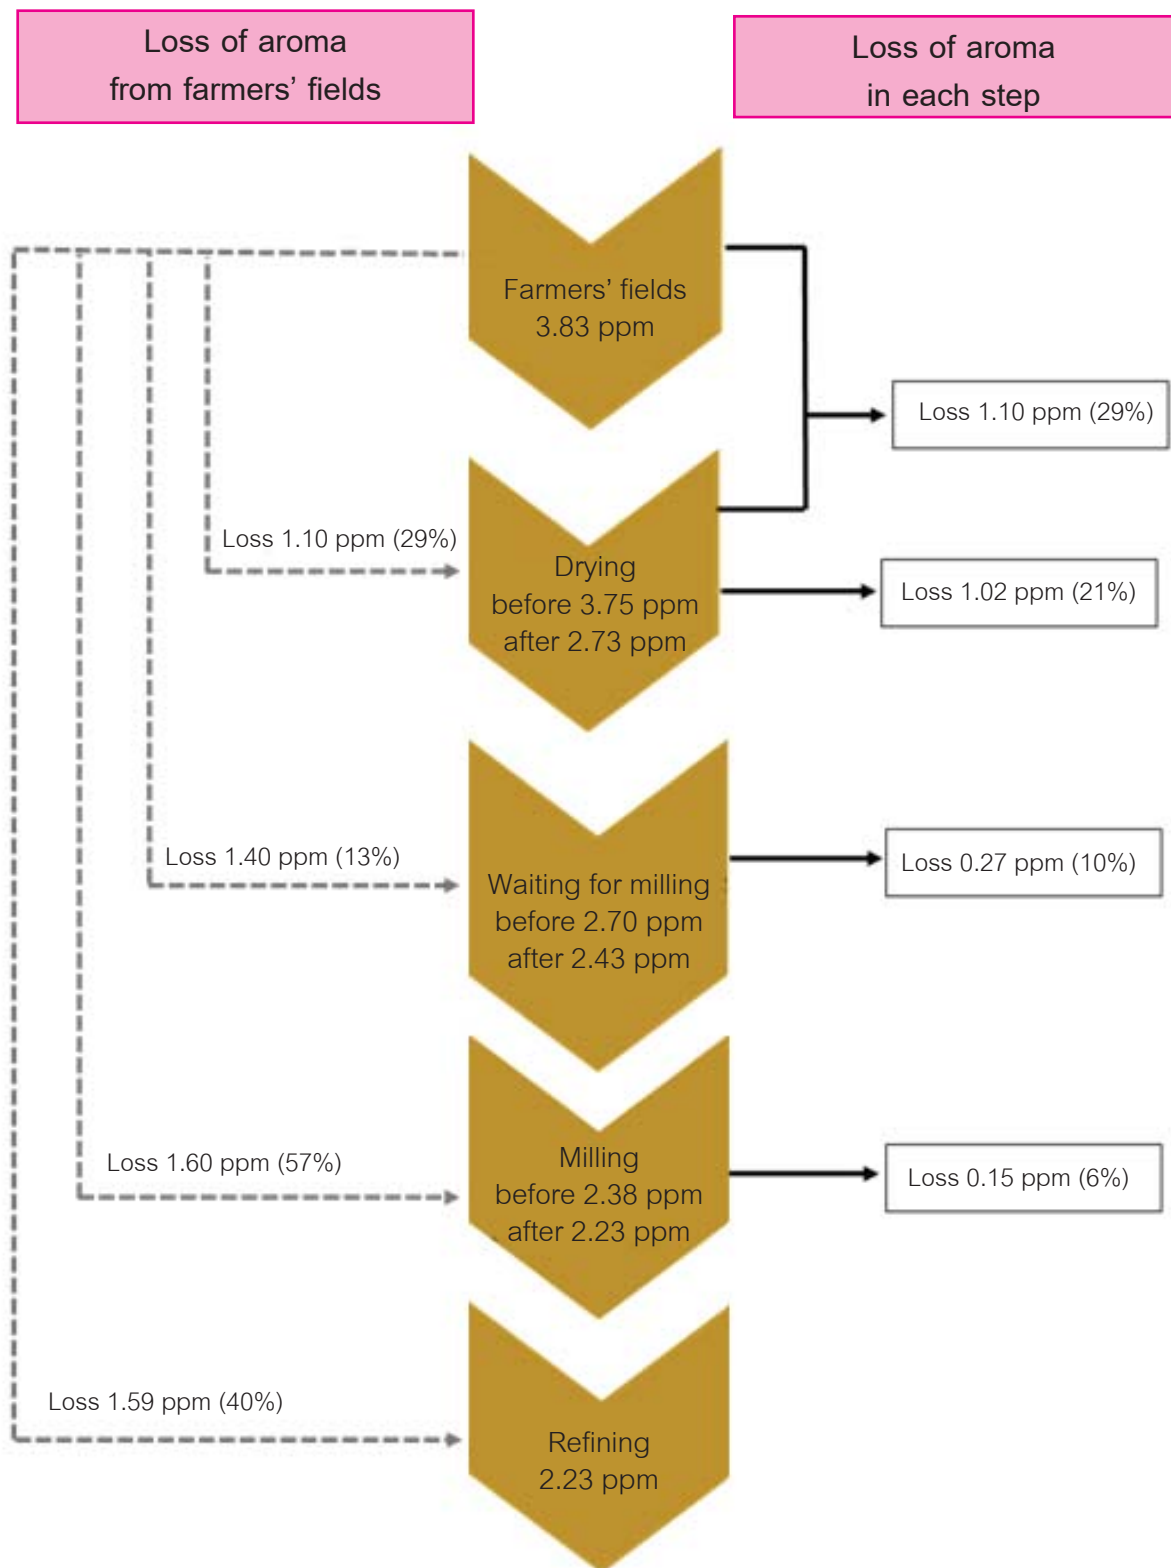 Loss of aroma
from farmers’ fields
Loss of aroma
in each step
Farmers’ fields
3.83 ppm
Loss 1.10 ppm (29%)
Loss 1.10 ppm (29%)
Drying
before 3.75 ppm
after 2.73 ppm
Loss 1.02 ppm (21%)
Loss 1.40 ppm (13%)
Waiting for milling
before 2.70 ppm
after 2.43 ppm
Loss 0.27 ppm (10%)
Loss 1.60 ppm (57%)
Milling
before 2.38 ppm
after 2.23 ppm
Loss 0.15 ppm (6%)
Loss 1.59 ppm (40%)
Refining
2.23 ppm